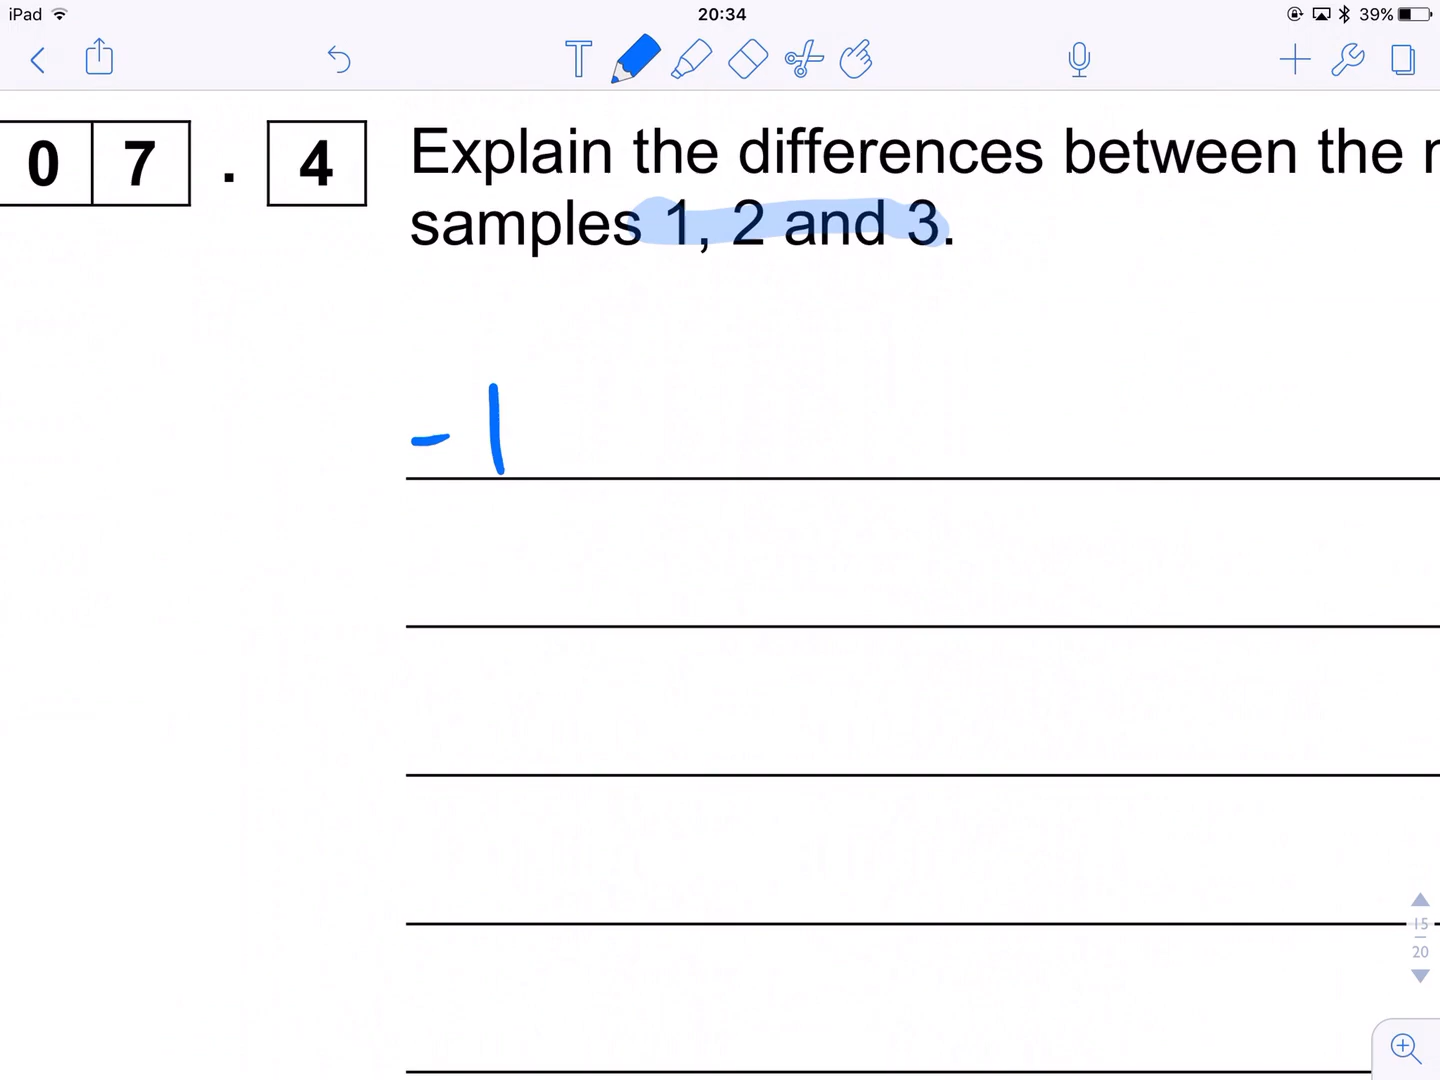 iPad 20:34 39%
T
0 7 . 4 Explain the differences between the
samples 1, 2 and 3.
- 1
15
20